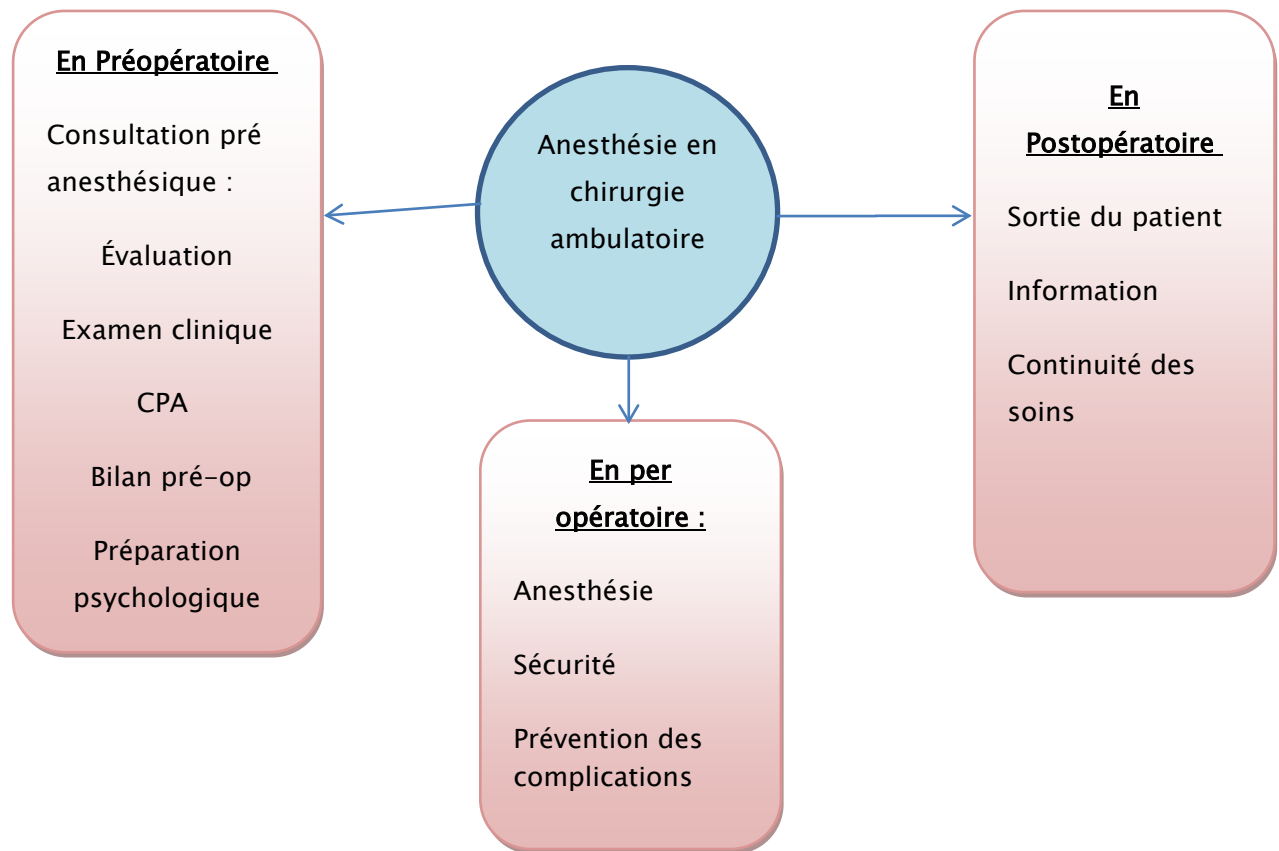 En Préopératoire
Consultation pré
anesthésique :
Évaluation
Examen clinique
CPA
Bilan pré-op
Préparation
psychologique
Anesthésie en
chirurgie
ambulatoire
En
Postopératoire
Sortie du patient
Information
Continuité des
soins
En per
opératoire :
Anesthésie
Sécurité
Prévention des
complications